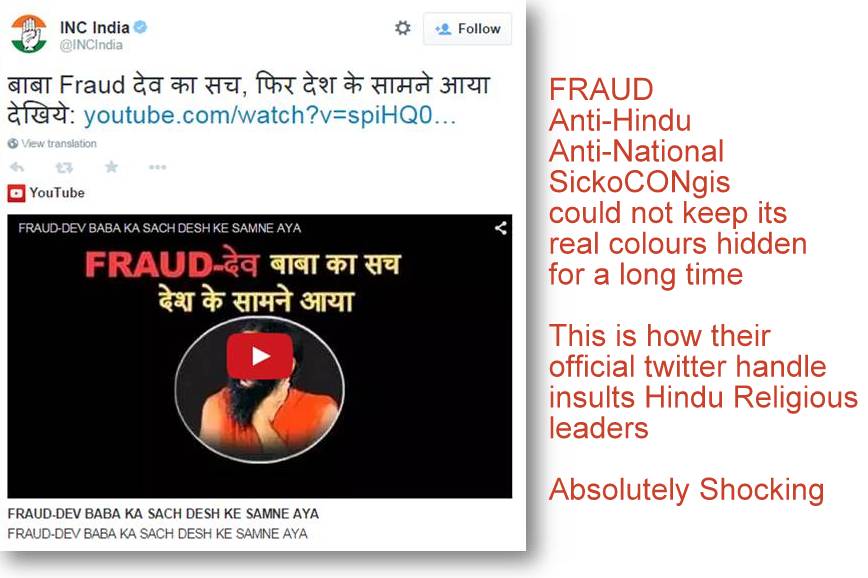 INC India
@INCIndia
Follow
बाबा Fraud देव का सच, फिर देश के सामने आया
देखिये: youtube.com/watch?v=spiHQ0...
View translation
YouTube
FRAUD-DEV BABA KA SACH DESH KE SAMNE AYA
FRAUD-देव बाबा का सच
देश के सामने आया
FRAUD-DEV BABA KA SACH DESH KE SAMNE AYA
FRAUD-DEV BABA KA SACH DESH KE SAMNE AYA
FRAUD
Anti-Hindu
Anti-National
SickoCONgis
could not keep its
real colours hidden
for a long time
This is how their
official twitter handle
insults Hindu Religious
leaders
Absolutely Shocking